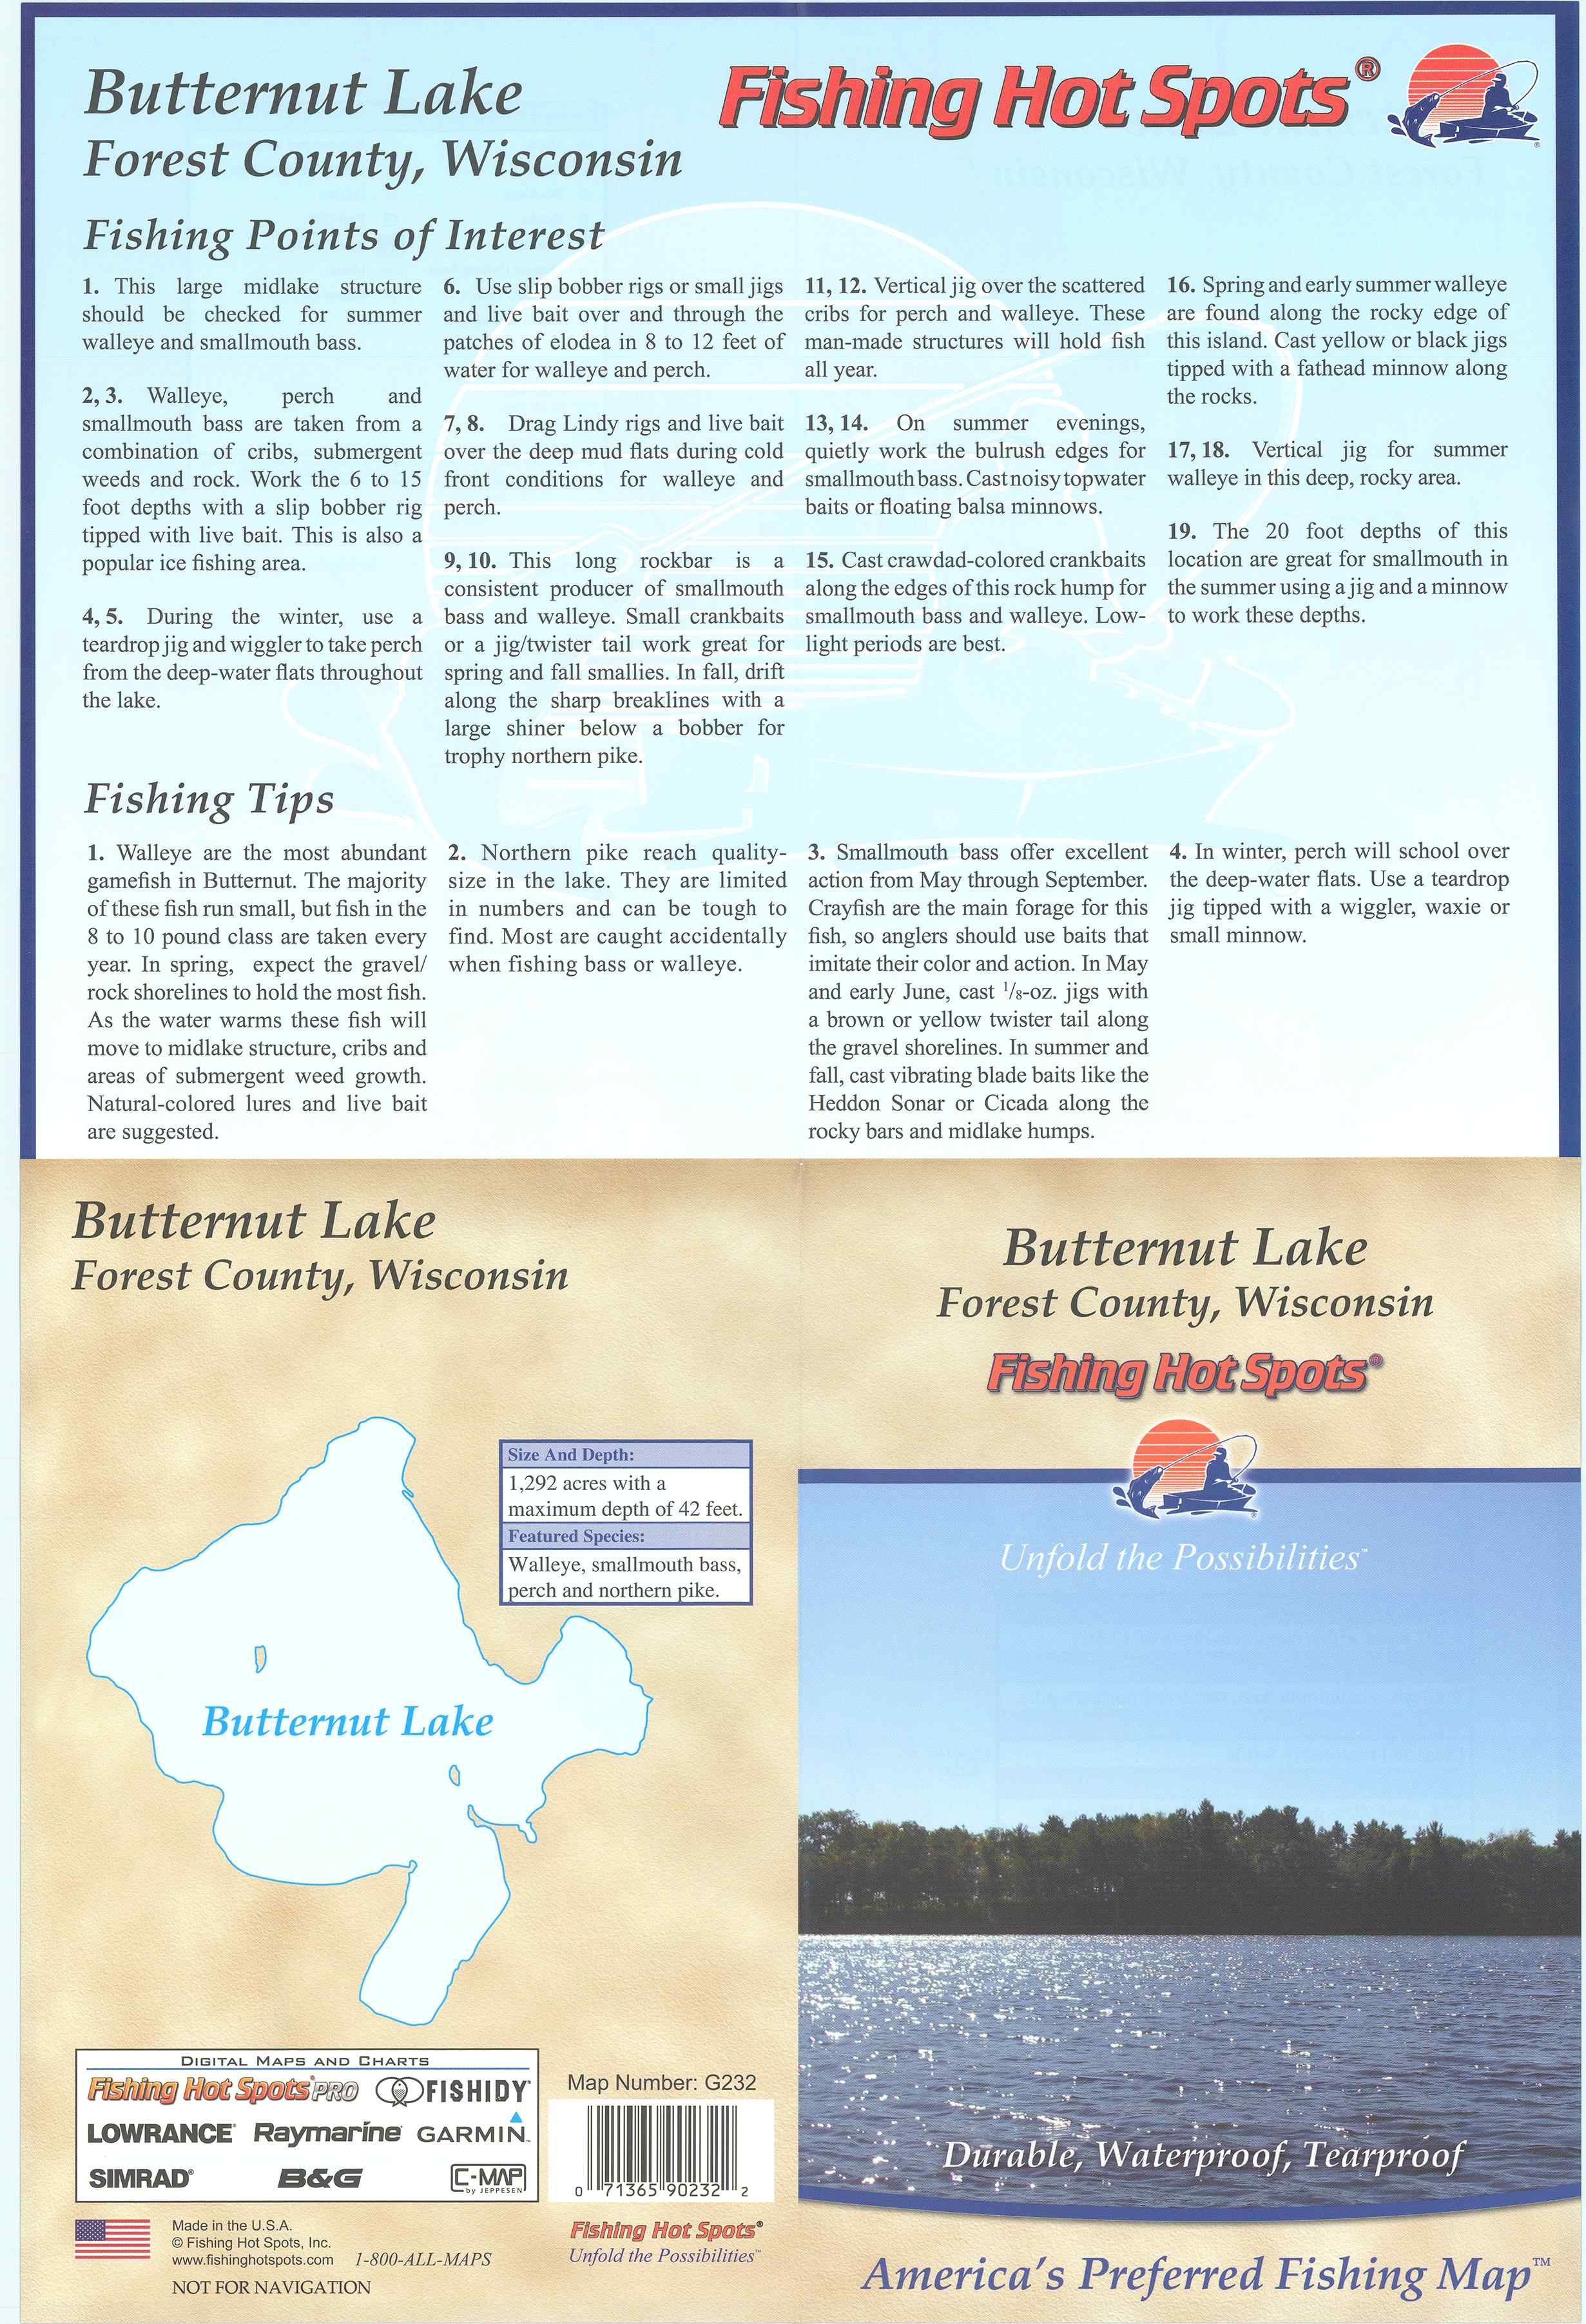 Butternut Lake
Forest County, Wisconsin
Fishing Hot Spots®
Fishing Points of Interest
1. This large midlake structure
should be checked for summer
walleye and smallmouth bass.
2, 3. Walleye, perch and
smallmouth bass are taken from a
combination of cribs, submergent
weeds and rock. Work the 6 to 15
foot depths with a slip bobber rig
tipped with live bait. This is also a
popular ice fishing area.
4, 5. During the winter, use a
teardrop jig and wiggler to take perch
from the deep-water flats throughout
the lake.
6. Use slip bobber rigs or small jigs
and live bait over and through the
patches of elodea in 8 to 12 feet of
water for walleye and perch.
7, 8. Drag Lindy rigs and live bait
over the deep mud flats during cold
front conditions for walleye and
perch.
9, 10. This long rockbar is a
consistent producer of smallmouth
bass and walleye. Small crankbaits
or a jig/twister tail work great for
spring and fall smallies. In fall, drift
along the sharp breaklines with a
large shiner below a bobber for
trophy northern pike.
11, 12. Vertical jig over the scattered
cribs for perch and walleye. These
man-made structures will hold fish
all year.
13, 14. On summer evenings,
quietly work the bulrush edges for
smallmouth bass. Cast noisy topwater
baits or floating balsa minnows.
15. Cast crawdad-colored crankbaits
along the edges of this rock hump for
smallmouth bass and walleye. Low-
light periods are best.
16. Spring and early summer walleye
are found along the rocky edge of
this island. Cast yellow or black jigs
tipped with a fathead minnow along
the rocks.
17, 18. Vertical jig for summer
walleye in this deep, rocky area.
19. The 20 foot depths of this
location are great for smallmouth in
the summer using a jig and a minnow
to work these depths.
Fishing Tips
1. Walleye are the most abundant
gamefish in Butternut. The majority
of these fish run small, but fish in the
8 to 10 pound class are taken every
year. In spring, expect the gravel/
rock shorelines to hold the most fish.
As the water warms these fish will
move to midlake structure, cribs and
areas of submergent weed growth.
Natural-colored lures and live bait
are suggested.
2. Northern pike reach quality-
size in the lake. They are limited
in numbers and can be tough to
find. Most are caught accidentally
when fishing bass or walleye.
3. Smallmouth bass offer excellent
action from May through September.
Crayfish are the main forage for this
fish, so anglers should use baits that
imitate their color and action. In May
and early June, cast 1/8-oz. jigs with
a brown or yellow twister tail along
the gravel shorelines. In summer and
fall, cast vibrating blade baits like the
Heddon Sonar or Cicada along the
rocky bars and midlake humps.
4. In winter, perch will school over
the deep-water flats. Use a teardrop
jig tipped with a wiggler, waxie or
small minnow.
Butternut Lake
Forest County, Wisconsin
Size And Depth:
1,292 acres with a
maximum depth of 42 feet.
Featured Species:
Walleye, smallmouth bass,
perch and northern pike.
Butternut Lake
DIGITAL MAPS AND CHARTS
Fishing Hot Spots® PRO FISHIDY
LOWRANCE® Raymarine GARMIN
SIMRAD® B&G C-MAP
by JEPPESEN
Map Number: G232
0 71365 90232 2
Made in the U.S.A.
© Fishing Hot Spots, Inc.
www.fishinghotspots.com 1-800-ALL-MAPS
NOT FOR NAVIGATION
Fishing Hot Spots®
Unfold the Possibilities™
Butternut Lake
Forest County, Wisconsin
Fishing Hot Spots®
Unfold the Possibilities™
Durable, Waterproof, Tearproof
America's Preferred Fishing Map™